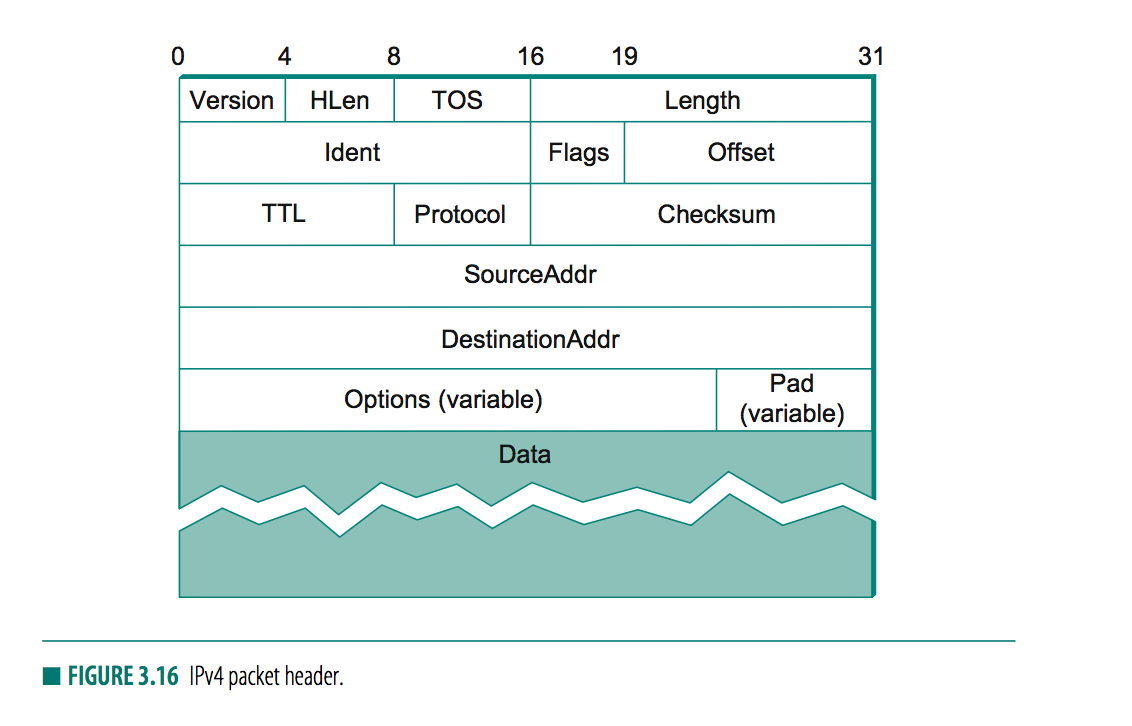 0 4 8 16 19 31
Version HLen TOS Length
Ident Flags Offset
TTL Protocol Checksum
SourceAddr
DestinationAddr
Options (variable) Pad
(variable)
Data
FIGURE 3.16 IPv4 packet header.